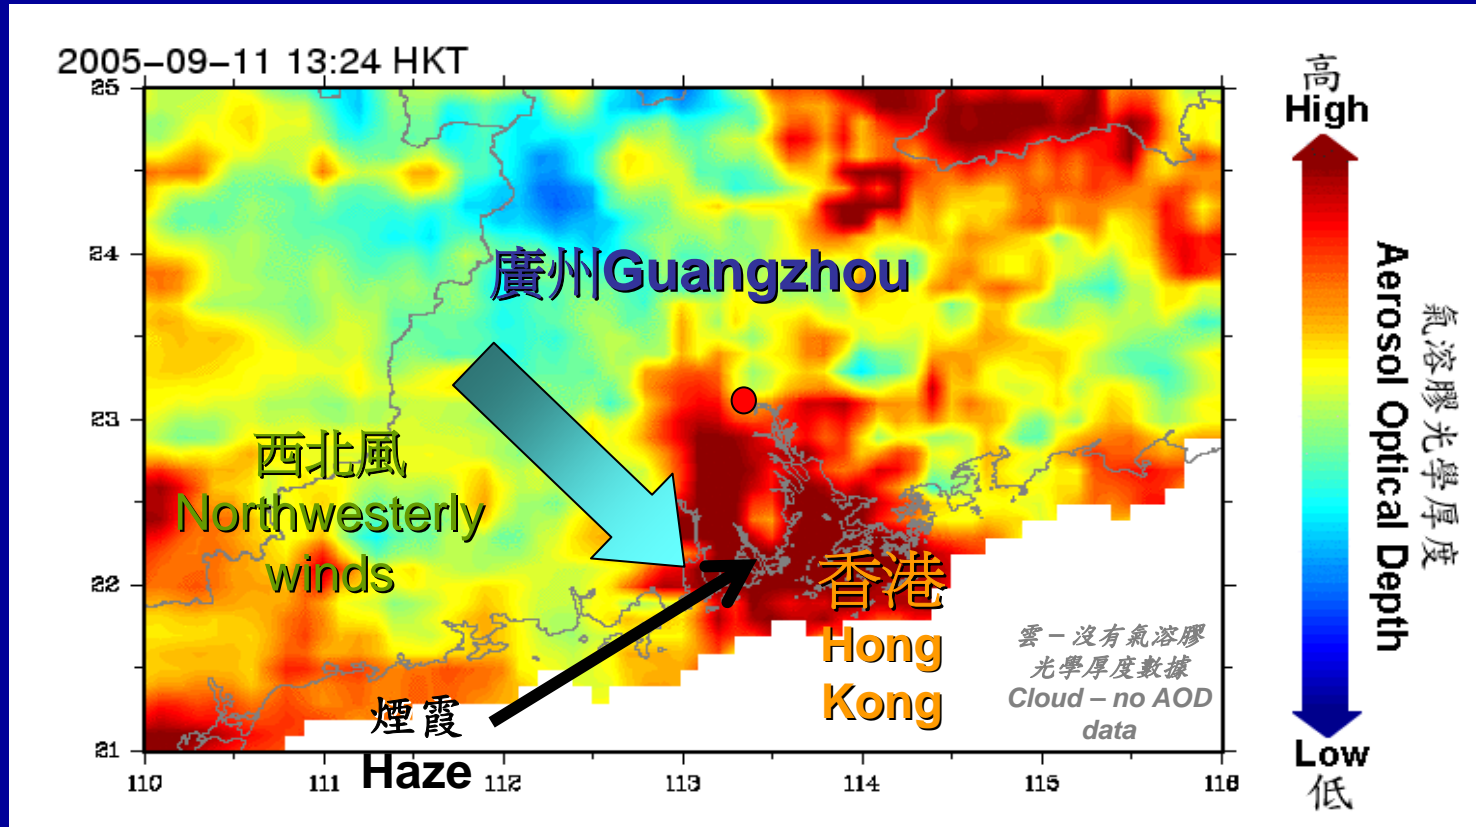 2005-09-11 13:24 HKT
25
24
23
22
21
110
111
112
113
114
115
116
廣州Guangzhou
西北風
Northwesterly
winds
煙霞
Haze
香港
Hong
Kong
雲－沒有氣溶膠
光學厚度數據
Cloud – no AOD
data
高
High
Aerosol Optical Depth
氣溶膠光學厚度
Low
低